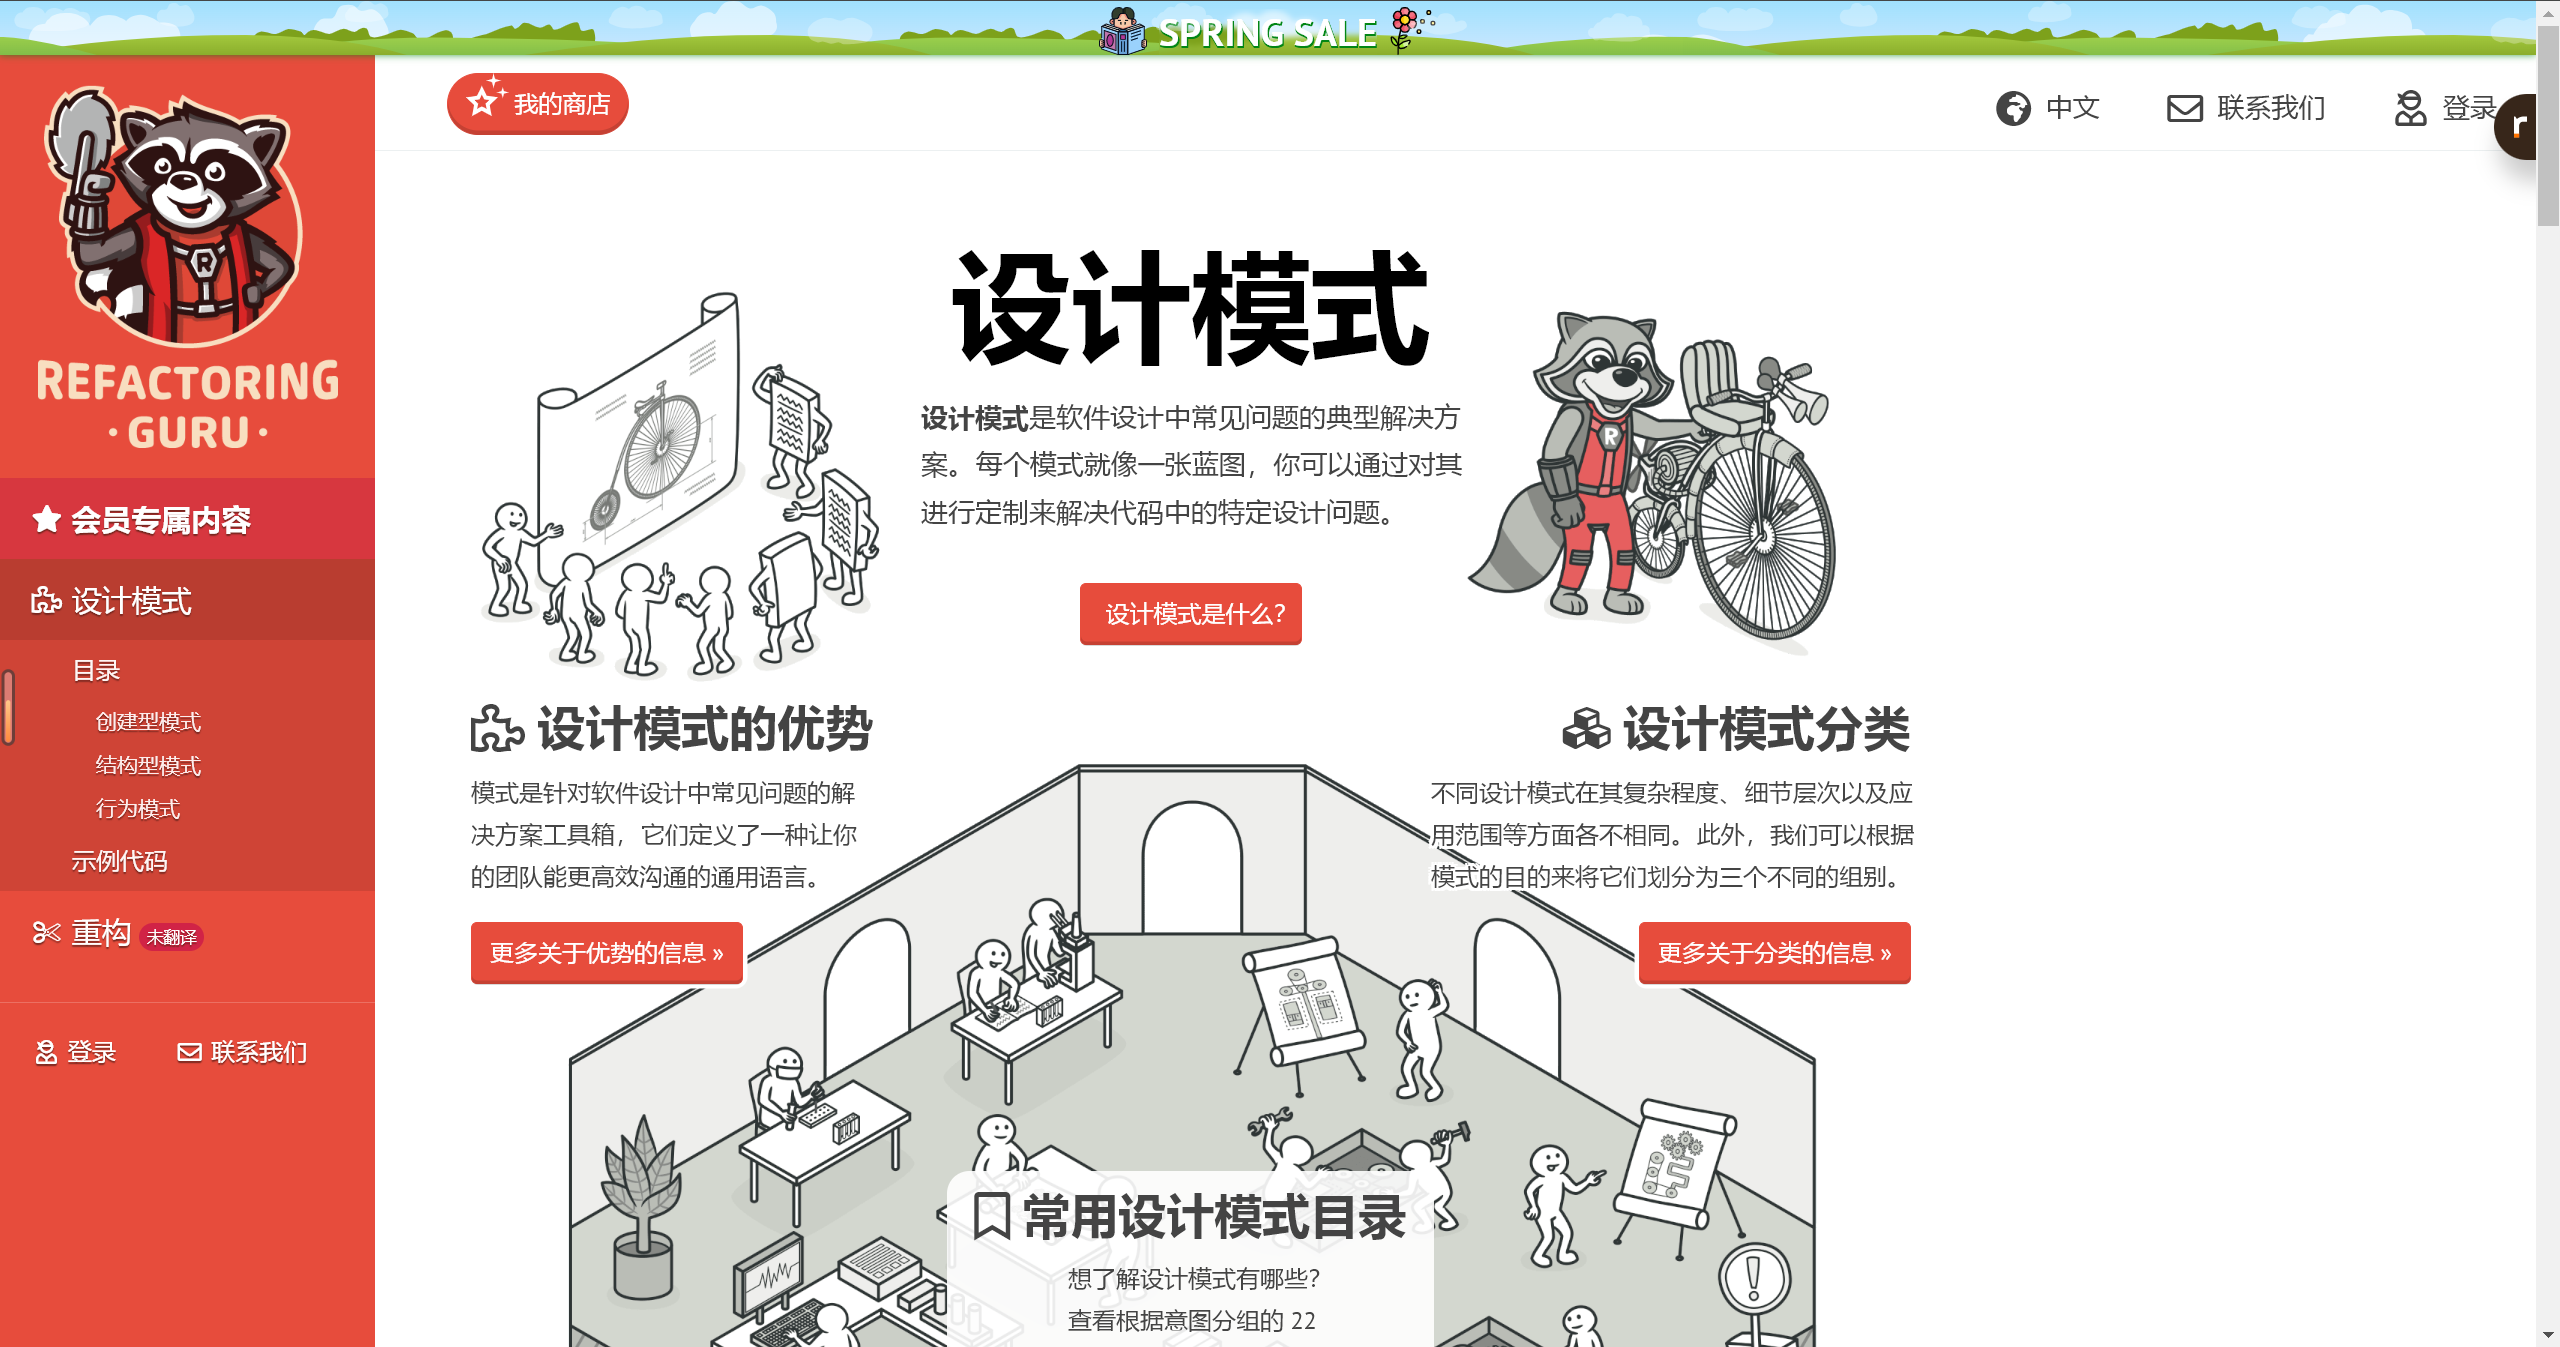 SPRING SALE
REFACTORING
· GURU ·
会员专属内容
设计模式
目录
创建型模式
结构型模式
行为模式
示例代码
重构 未翻译
登录 联系我们
我的商店
中文 联系我们 登录
r
设计模式
设计模式是软件设计中常见问题的典型解决方
案。每个模式就像一张蓝图，你可以通过对其
进行定制来解决代码中的特定设计问题。
设计模式是什么？
R
R
设计模式的优势
模式是针对软件设计中常见问题的解
决方案工具箱，它们定义了一种让你
的团队能更高效沟通的通用语言。
更多关于优势的信息 »
设计模式分类
不同设计模式在其复杂程度、细节层次以及应
用范围等方面各不相同。此外，我们可以根据
模式的目的来将它们划分为三个不同的组别。
更多关于分类的信息 »
常用设计模式目录
想了解设计模式有哪些？
查看根据意图分组的 22